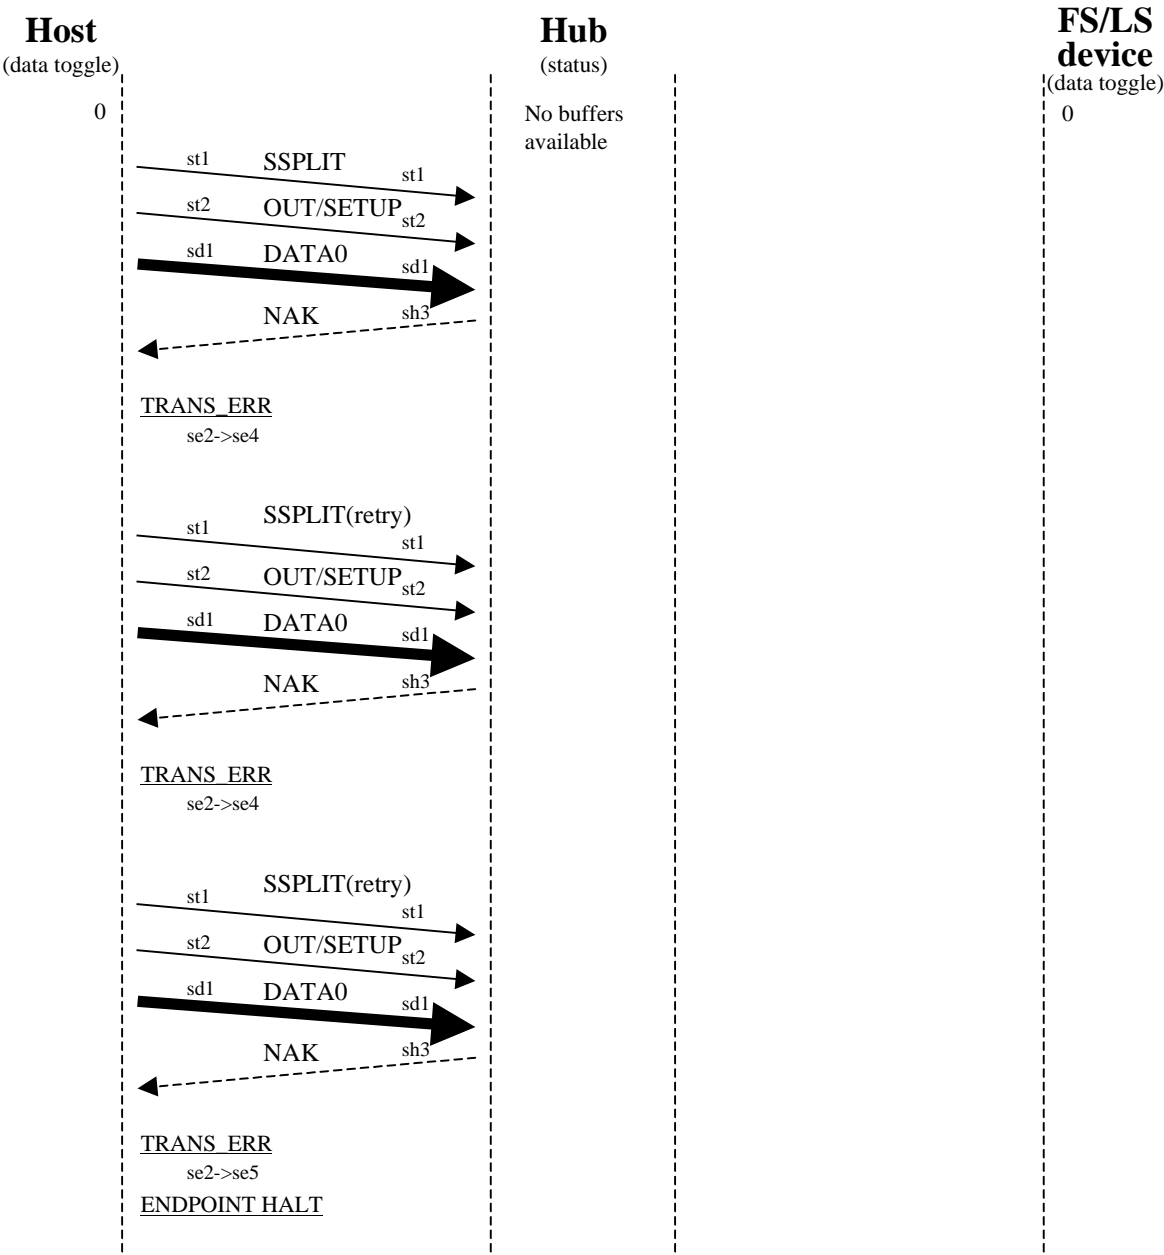 Host
(data toggle)
Hub
(status)
FS/LS
device
(data toggle)
0
No buffers
available
0
st1 SSPLIT st1
st2 OUT/SETUP st2
sd1 DATA0 sd1
NAK sh3
TRANS_ERR
se2->se4
st1 SSPLIT(retry) st1
st2 OUT/SETUP st2
sd1 DATA0 sd1
NAK sh3
TRANS_ERR
se2->se4
st1 SSPLIT(retry) st1
st2 OUT/SETUP st2
sd1 DATA0 sd1
NAK sh3
TRANS_ERR
se2->se5
ENDPOINT HALT